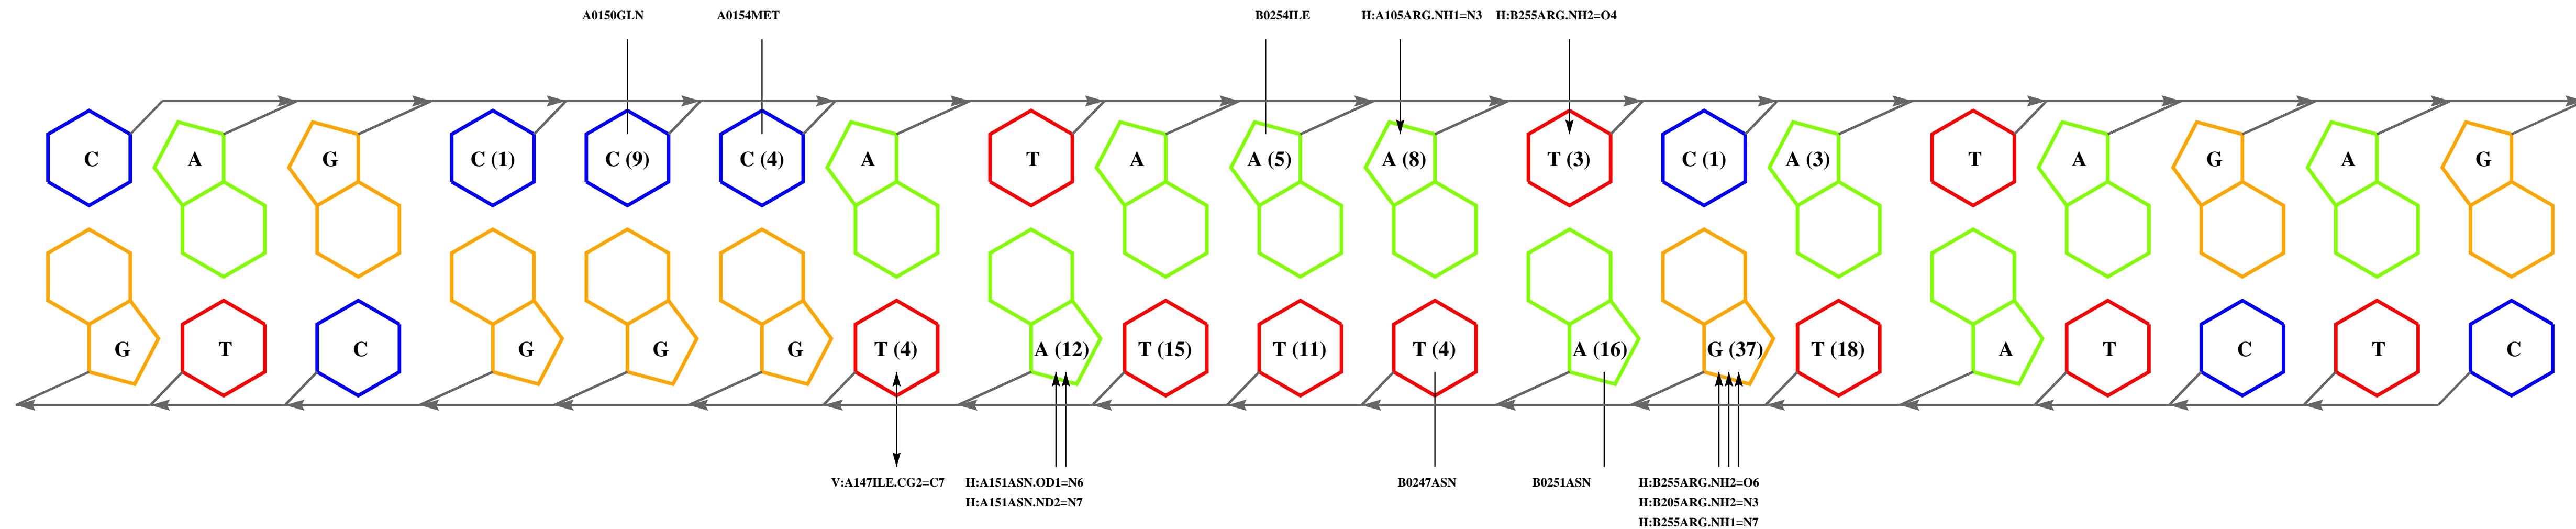 A0150GLN A0154MET B0254ILE H:A105ARG.NH1=N3 H:B255ARG.NH2=O4
C A G C (1) C (9) C (4) A T A A (5) A (8) T (3) C (1) A (3) T A G A G
G T C G G G T (4) A (12) T (15) T (11) T (4) A (16) G (37) T (18) A T C T C
V:A147ILE.CG2=C7 H:A151ASN.OD1=N6 B0247ASN B0251ASN H:B255ARG.NH2=O6
H:A151ASN.ND2=N7 H:B205ARG.NH2=N3
H:B255ARG.NH1=N7